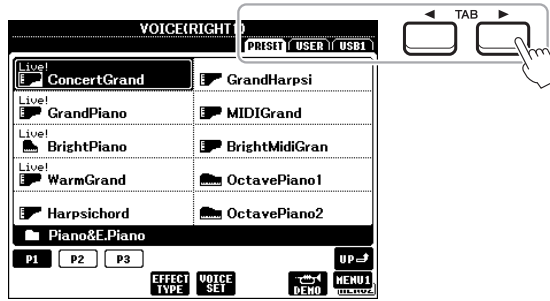 ◀ TAB ▶
VOICE(RIGHT1)
PRESET USER USB1
Live!
ConcertGrand GrandHarpsi
Live!
GrandPiano MIDIGrand
Live!
BrightPiano BrightMidiGran
Live!
WarmGrand OctavePiano1
Harpsichord OctavePiano2
Piano&E.Piano
P1 P2 P3 UP
EFFECT TYPE VOICE SET DEMO MENU1
MENU2